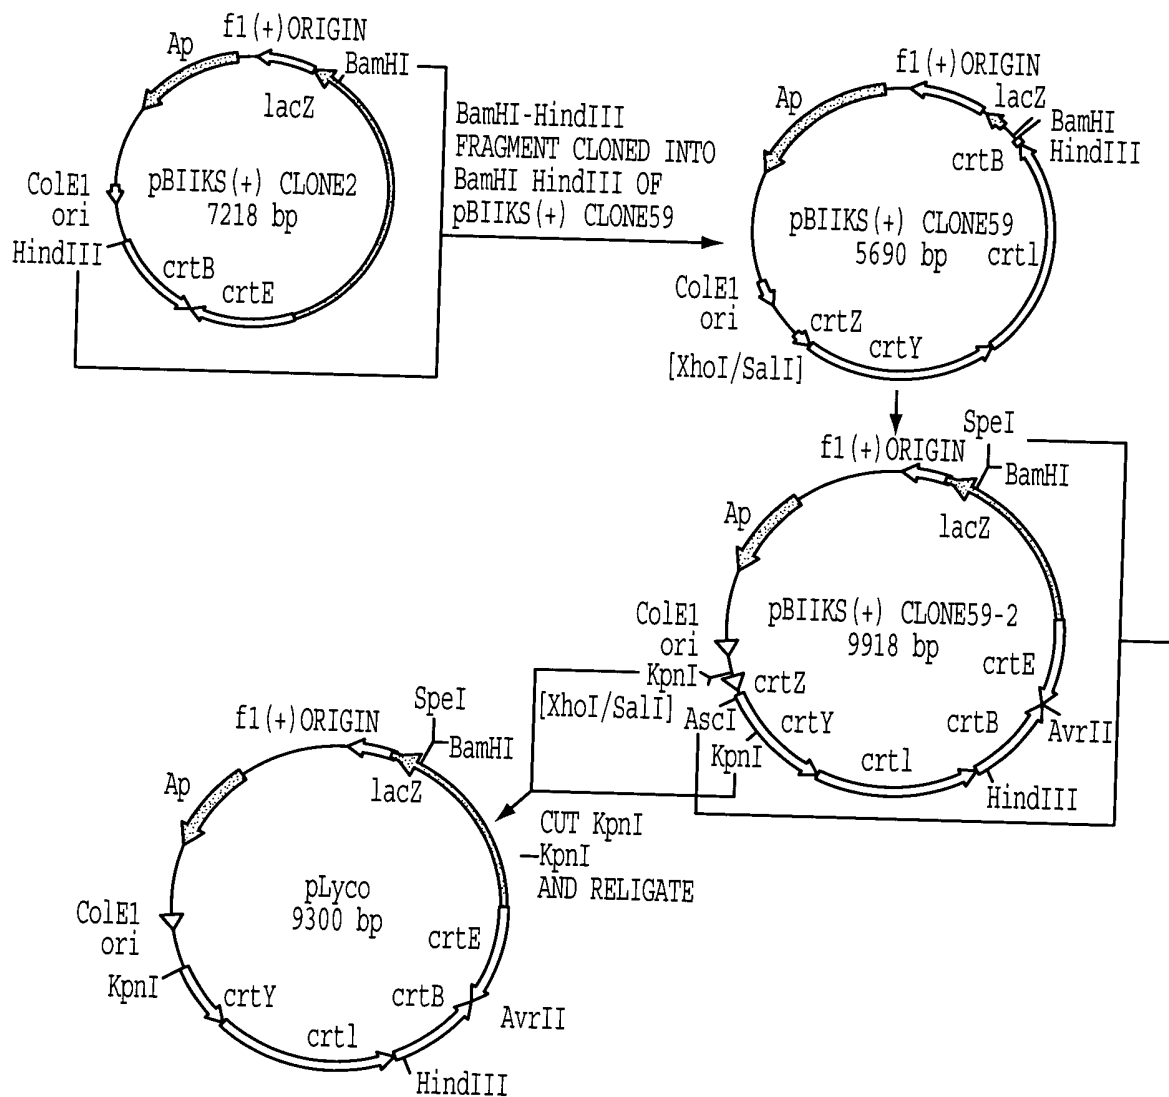 f1(+)ORIGIN
Ap
BamHI
lacZ
pBIIKS(+) CLONE2
7218 bp
ColE1
ori
HindIII
crtB
crtE
BamHI-HindIII
FRAGMENT CLONED INTO
BamHI HindIII OF
pBIIKS(+) CLONE59
f1(+)ORIGIN
Ap
lacZ
BamHI
HindIII
crtB
pBIIKS(+) CLONE59
5690 bp
crtl
ColE1
ori
crtZ
crtY
[XhoI/SalI]
SpeI
f1(+)ORIGIN
BamHI
Ap
lacZ
pBIIKS(+) CLONE59-2
9918 bp
ColE1
ori
crtE
KpnI
crtZ
[XhoI/SalI]
AscI
crtY
crtB
AvrII
KpnI
crtl
HindIII
CUT KpnI
KpnI
AND RELIGATE
SpeI
f1(+)ORIGIN
BamHI
Ap
lacZ
pLyco
9300 bp
ColE1
ori
crtE
KpnI
crtY
crtB
AvrII
crtl
HindIII